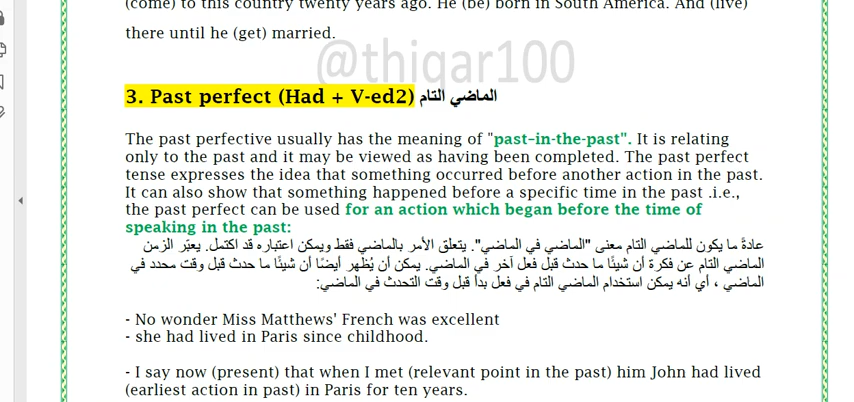 (come) to this country twenty years ago. He (be) born in South America. And (live)
there until he (get) married.
@thiqar100
3. Past perfect (Had + V-ed2) الماضي التام
The past perfective usually has the meaning of "past–in-the-past". It is relating
only to the past and it may be viewed as having been completed. The past perfect
tense expresses the idea that something occurred before another action in the past.
It can also show that something happened before a specific time in the past .i.e.,
the past perfect can be used for an action which began before the time of
speaking in the past:
عادةً ما يكون للماضي التام معنى "الماضي في الماضي". يتعلق الأمر بالماضي فقط ويمكن اعتباره قد اكتمل. يعبّر الزمن
الماضي التام عن فكرة أن شيئًا ما حدث قبل فعل آخر في الماضي. يمكن أن يُظهر أيضًا أن شيئًا ما حدث قبل وقت محدد في
الماضي ، أي أنه يمكن استخدام الماضي التام في فعل بدأ قبل وقت التحدث في الماضي:
- No wonder Miss Matthews' French was excellent
- she had lived in Paris since childhood.
- I say now (present) that when I met (relevant point in the past) him John had lived
(earliest action in past) in Paris for ten years.